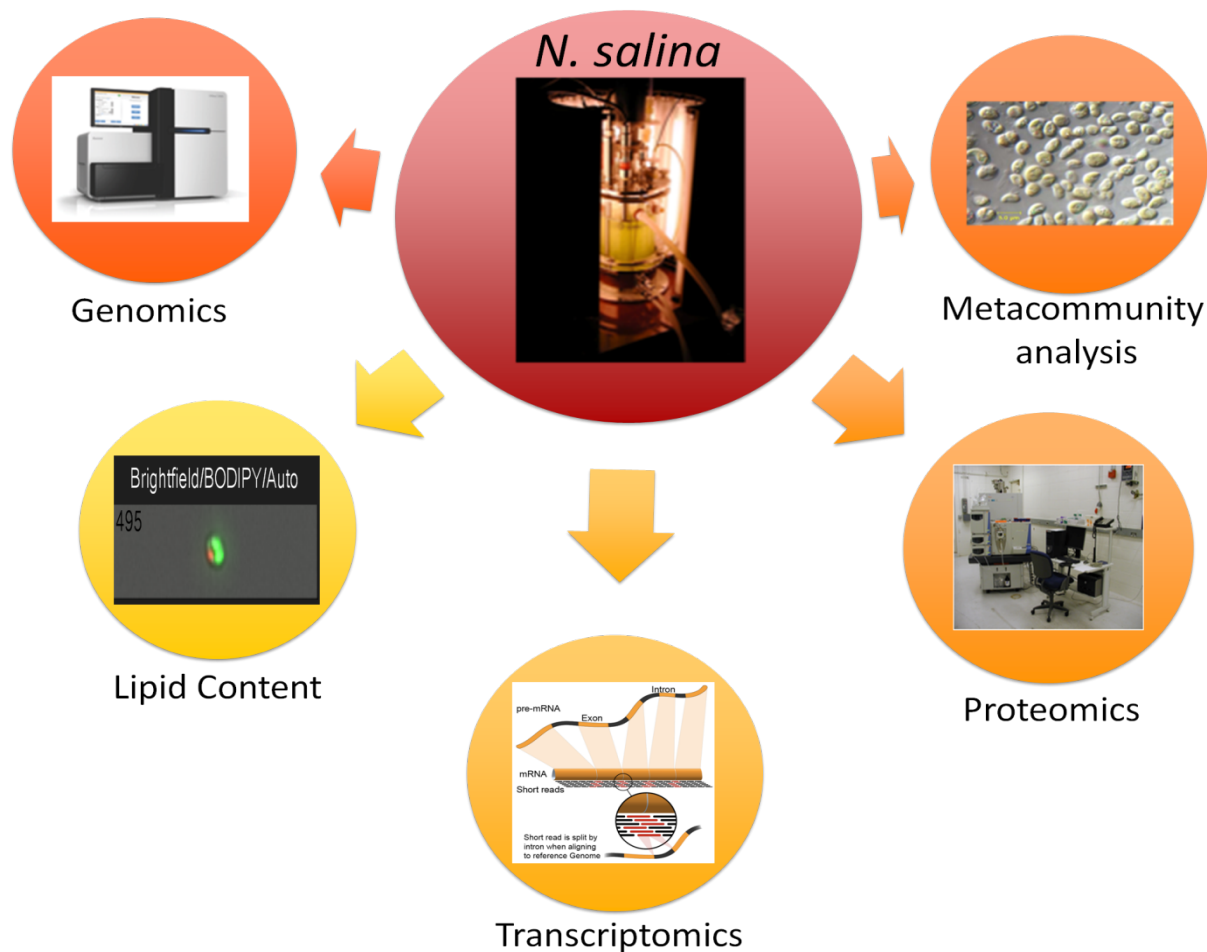 N. salina
Genomics
Metacommunity
analysis
Brightfield/BODIPY/Auto
495
Lipid Content
Proteomics
Intron
pre-mRNA
Exon
mRNA
Short reads
Short read is split by
intron when aligning
to reference Genome
Transcriptomics